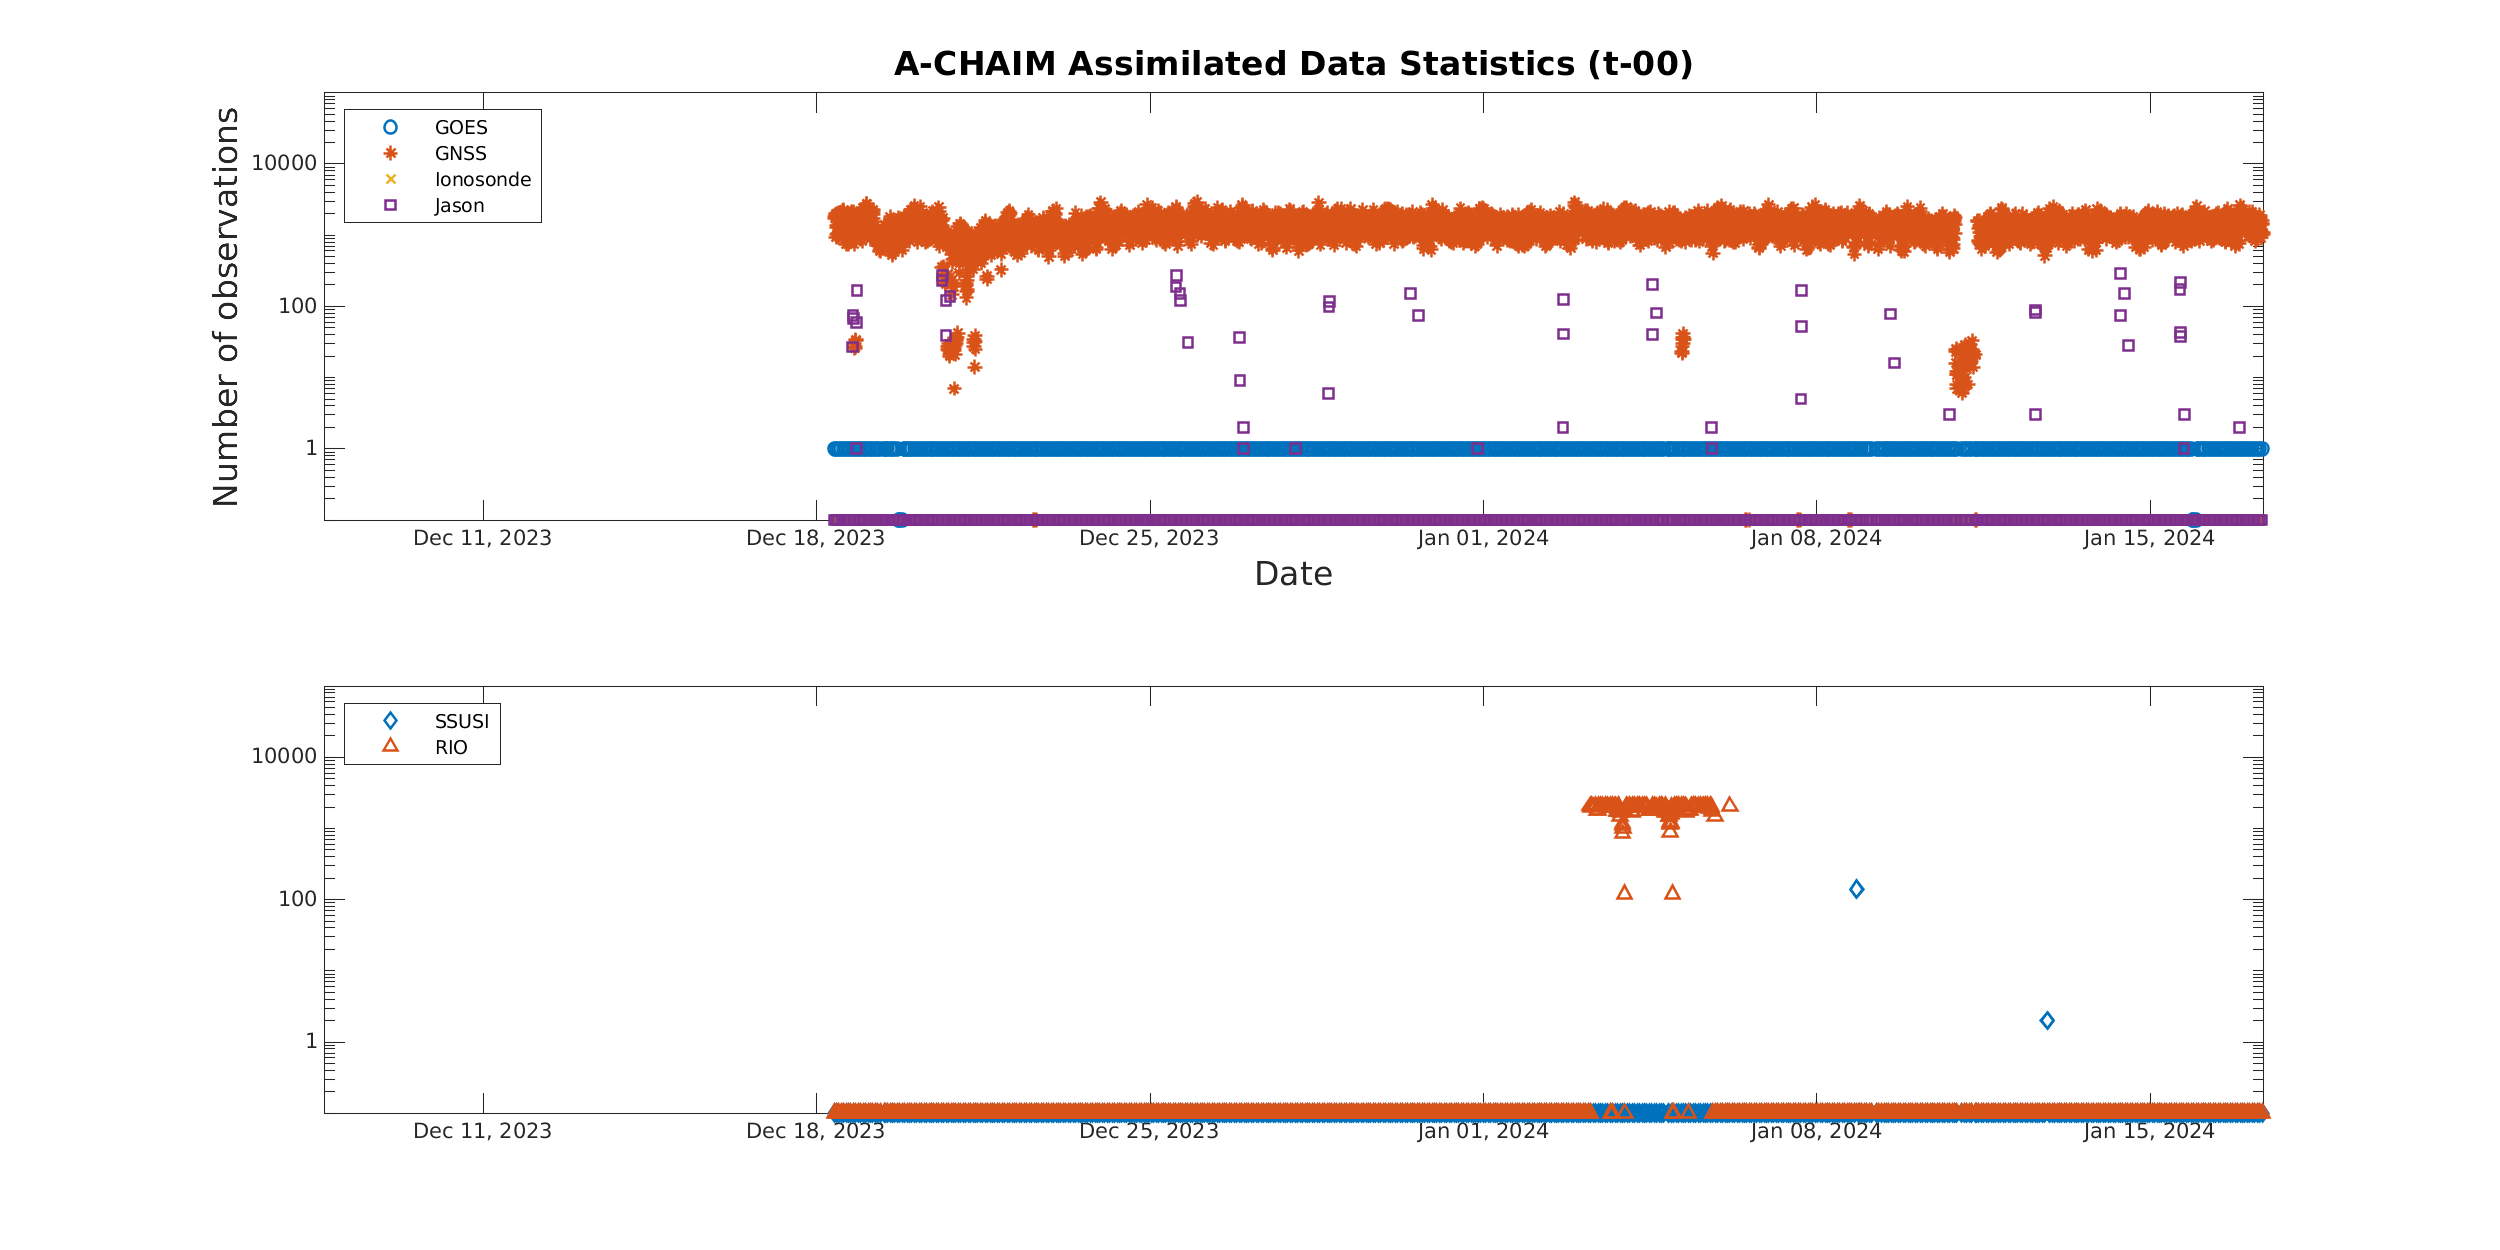 A-CHAIM Assimilated Data Statistics (t-00)
Number of observations
GOES
GNSS
Ionosonde
Jason
10000
100
1
Dec 11, 2023 Dec 18, 2023 Dec 25, 2023 Jan 01, 2024 Jan 08, 2024 Jan 15, 2024
Date
SSUSI
RIO
10000
100
1
Dec 11, 2023 Dec 18, 2023 Dec 25, 2023 Jan 01, 2024 Jan 08, 2024 Jan 15, 2024